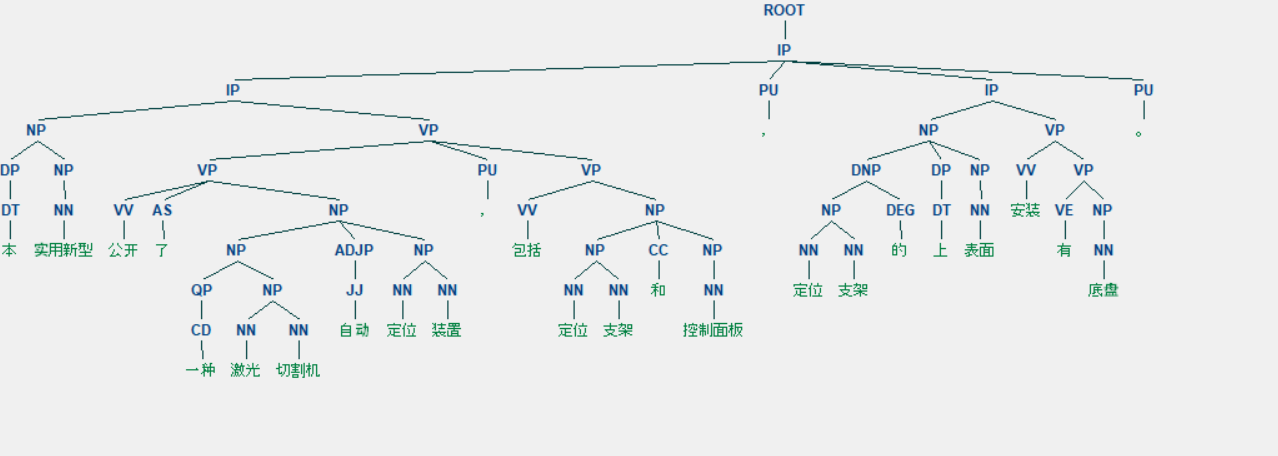 ROOT
IP
IP PU IP PU
， 。
NP VP NP VP
DP NP VP PU VP DNP DP NP VV VP
DT NN VV AS NP ， VV NP NP DEG DT NN 安装 VE NP
本 实用新型 公开 了 NP ADJP NP 包括 NP CC NP NN NN 的 上 表面 有 NN
QP NP JJ NN NN NN NN 和 NN 定位 支架 底盘
CD NN NN 自动 定位 装置 定位 支架 控制面板
一种 激光 切割机